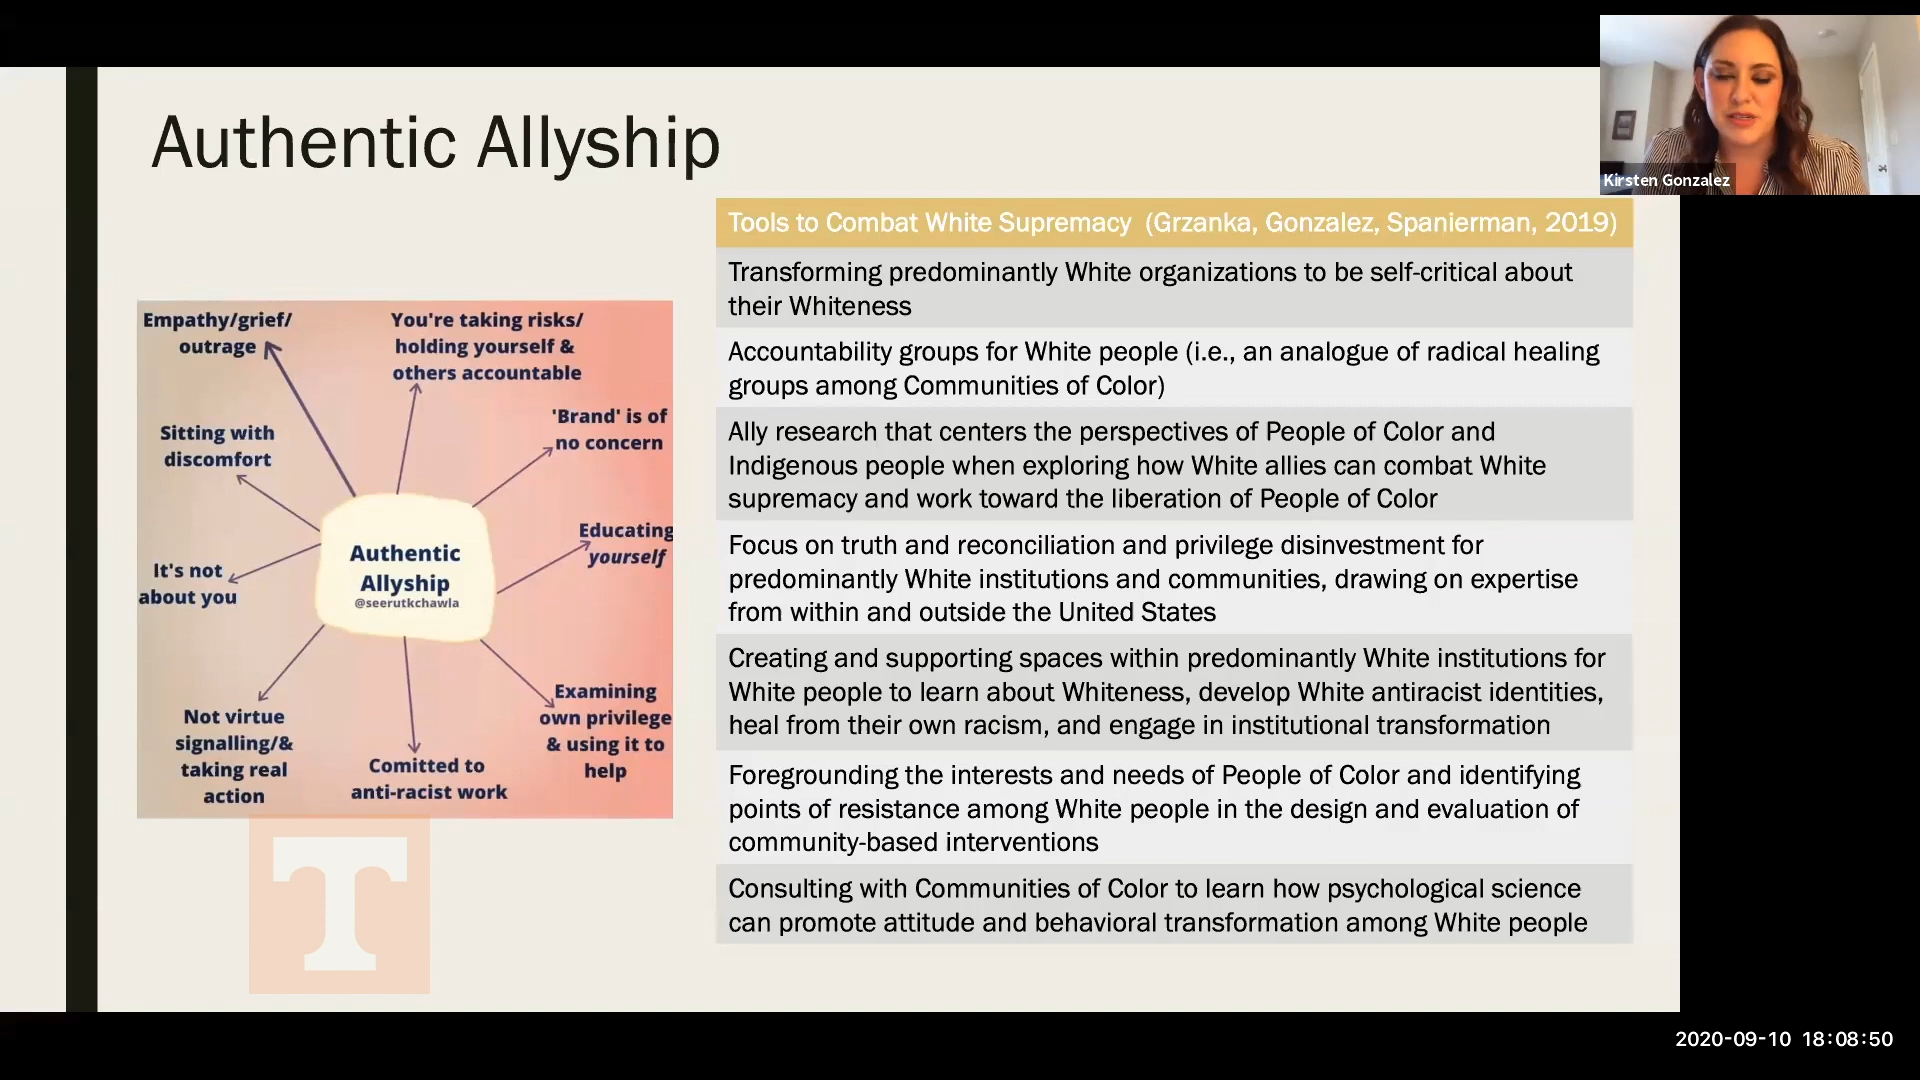 Authentic Allyship
Kirsten Gonzalez
Empathy/grief/
outrage
You're taking risks/
holding yourself &
others accountable
'Brand' is of
no concern
Sitting with
discomfort
Educating
yourself
Authentic
Allyship
@seerutkchawla
It's not
about you
Examining
own privilege
& using it to
help
Not virtue
signalling/&
taking real
action
Comitted to
anti-racist work
T
Tools to Combat White Supremacy (Grzanka, Gonzalez, Spanierman, 2019)
Transforming predominantly White organizations to be self-critical about
their Whiteness
Accountability groups for White people (i.e., an analogue of radical healing
groups among Communities of Color)
Ally research that centers the perspectives of People of Color and
Indigenous people when exploring how White allies can combat White
supremacy and work toward the liberation of People of Color
Focus on truth and reconciliation and privilege disinvestment for
predominantly White institutions and communities, drawing on expertise
from within and outside the United States
Creating and supporting spaces within predominantly White institutions for
White people to learn about Whiteness, develop White antiracist identities,
heal from their own racism, and engage in institutional transformation
Foregrounding the interests and needs of People of Color and identifying
points of resistance among White people in the design and evaluation of
community-based interventions
Consulting with Communities of Color to learn how psychological science
can promote attitude and behavioral transformation among White people
2020-09-10 18:08:50